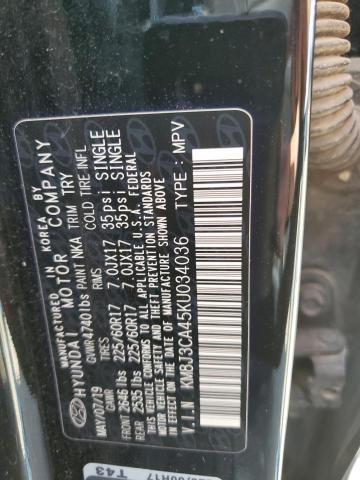 MANUFACTURED IN KOREA BY
HYUNDAI MOTOR COMPANY
MAY/07/19 GVWR 4740 lbs PAINT NKA TRIM TRY
GAWR TIRES RIMS COLD TIRE INFL
FRONT 2646 lbs 225/60R17 7.0JX17 35psi SINGLE
REAR 2535 lbs 225/60R17 7.0JX17 35psi SINGLE
THIS VEHICLE CONFORMS TO ALL APPLICABLE U.S.A. FEDERAL
MOTOR VEHICLE SAFETY, BUMPER AND
THEFT PREVENTION STANDARDS
IN EFFECT ON THE DATE OF MANUFACTURE SHOWN ABOVE.
V.I.N : KM8J3CA45KU034036 TYPE : MPV
T43